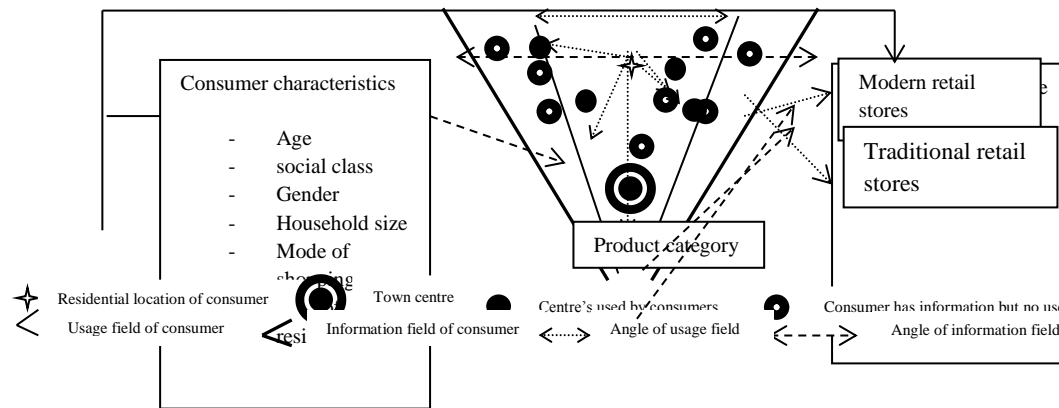 Consumer characteristics
- Age
- social class
- Gender
- Household size
- Mode of
shopping
resi
Modern retail
stores
e
Traditional retail
stores
Product category
Residential location of consumer
Town centre
Centre's used by consumers
Consumer has information but no use
Usage field of consumer
Information field of consumer
Angle of usage field
Angle of information field